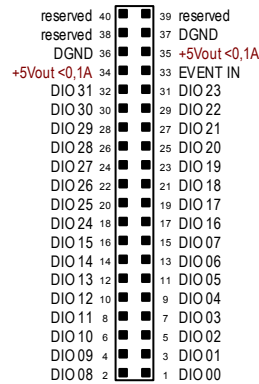 reserved 40 39 reserved
reserved 38 37 DGND
DGND 36 35 +5Vout <0,1A
+5Vout <0,1A 34 33 EVENT IN
DIO 31 32 31 DIO 23
DIO 30 30 29 DIO 22
DIO 29 28 27 DIO 21
DIO 28 26 25 DIO 20
DIO 27 24 23 DIO 19
DIO 26 22 21 DIO 18
DIO 25 20 19 DIO 17
DIO 24 18 17 DIO 16
DIO 15 16 15 DIO 07
DIO 14 14 13 DIO 06
DIO 13 12 11 DIO 05
DIO 12 10 9 DIO 04
DIO 11 8 7 DIO 03
DIO 10 6 5 DIO 02
DIO 09 4 3 DIO 01
DIO 08 2 1 DIO 00